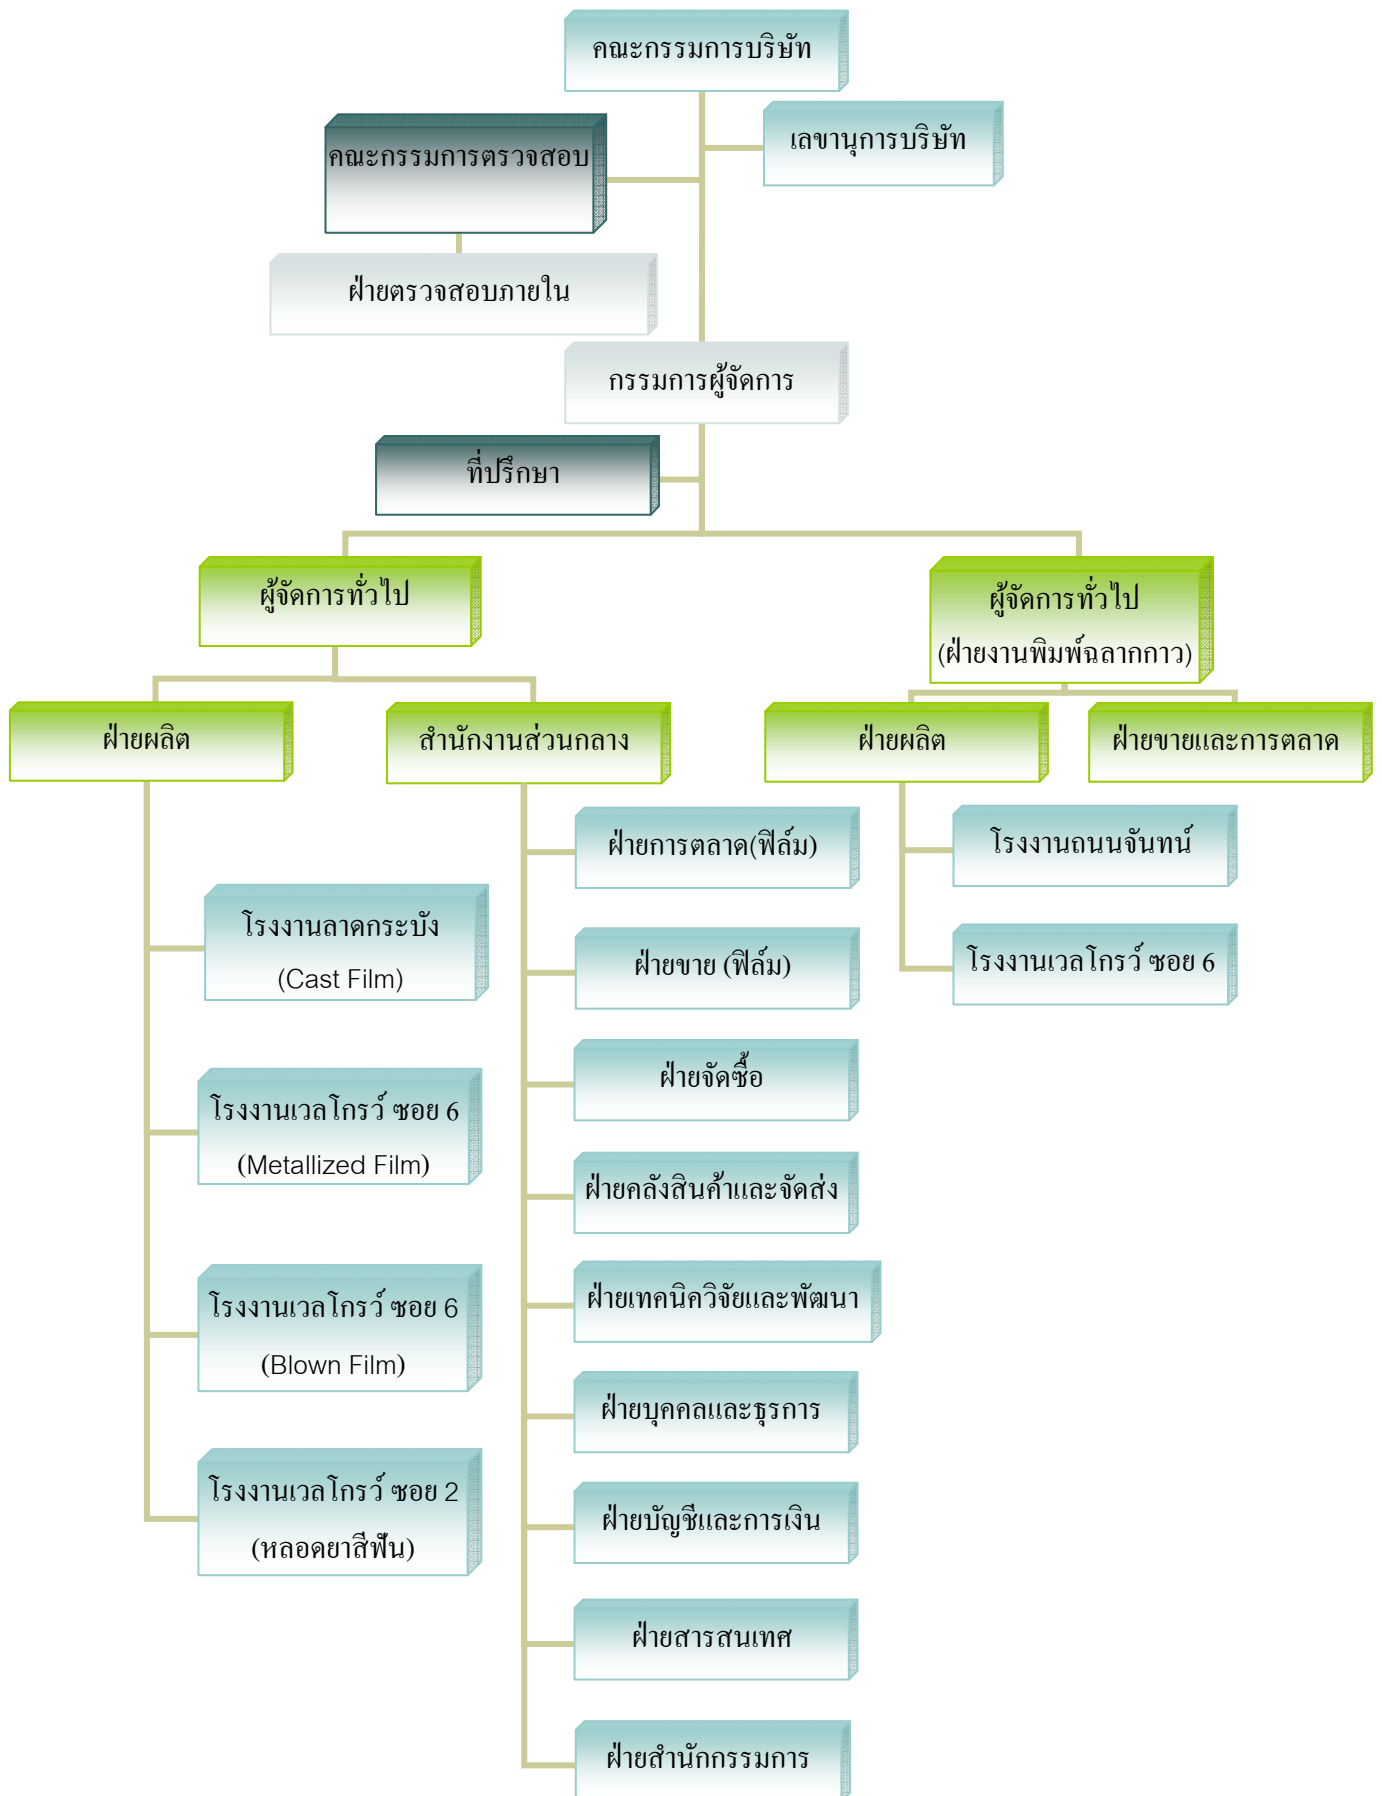 คณะกรรมการบริษัท
เลขานุการบริษัท
คณะกรรมการตรวจสอบ
ฝ่ายตรวจสอบภายใน
กรรมการผู้จัดการ
ที่ปรึกษา
ผู้จัดการทั่วไป
ผู้จัดการทั่วไป
(ฝ่ายงานพิมพ์ฉลากกาว)
ฝ่ายผลิต
สำนักงานส่วนกลาง
ฝ่ายผลิต
ฝ่ายขายและการตลาด
โรงงานลาดกระบัง
(Cast Film)
โรงงานเวลโกรว์ ซอย 6
(Metallized Film)
โรงงานเวลโกรว์ ซอย 6
(Blown Film)
โรงงานเวลโกรว์ ซอย 2
(หลอดยาสีฟัน)
ฝ่ายการตลาด(ฟิล์ม)
ฝ่ายขาย (ฟิล์ม)
ฝ่ายจัดซื้อ
ฝ่ายคลังสินค้าและจัดส่ง
ฝ่ายเทคนิควิจัยและพัฒนา
ฝ่ายบุคคลและธุรการ
ฝ่ายบัญชีและการเงิน
ฝ่ายสารสนเทศ
ฝ่ายสำนักกรรมการ
โรงงานถนนจันทน์
โรงงานเวลโกรว์ ซอย 6